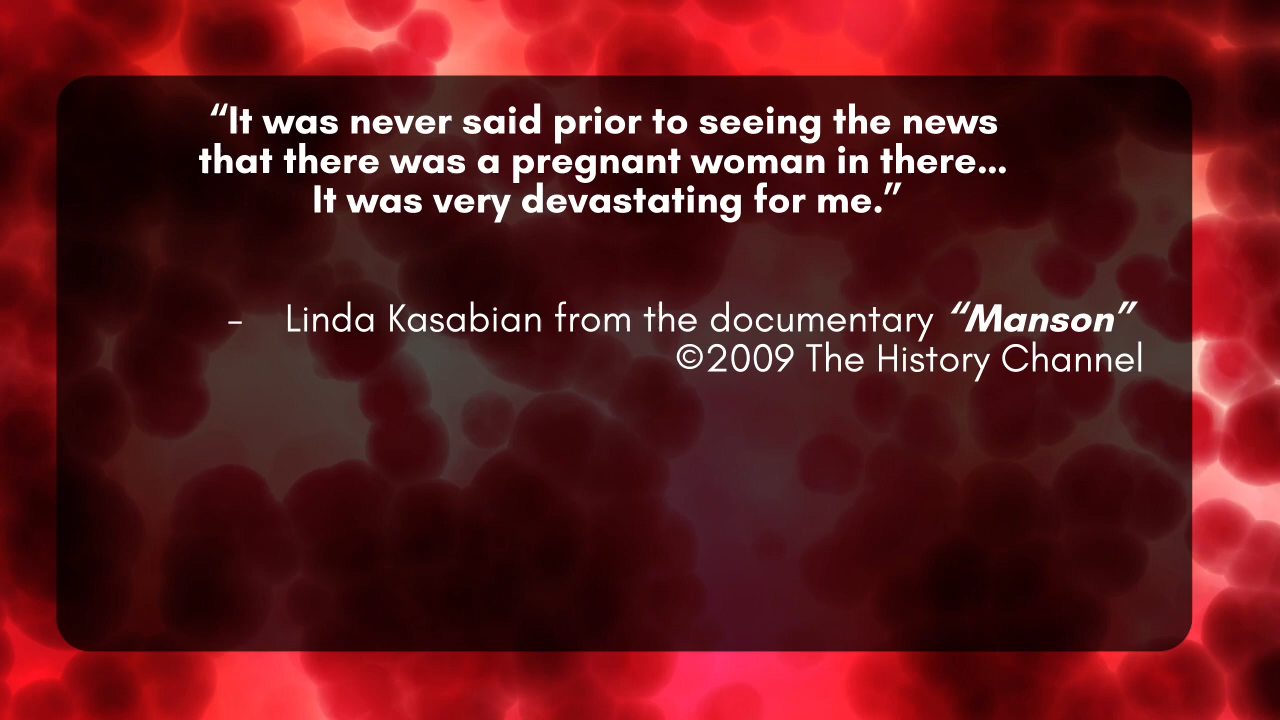 “It was never said prior to seeing the news
that there was a pregnant woman in there...
It was very devastating for me.”
- Linda Kasabian from the documentary “Manson”
©2009 The History Channel